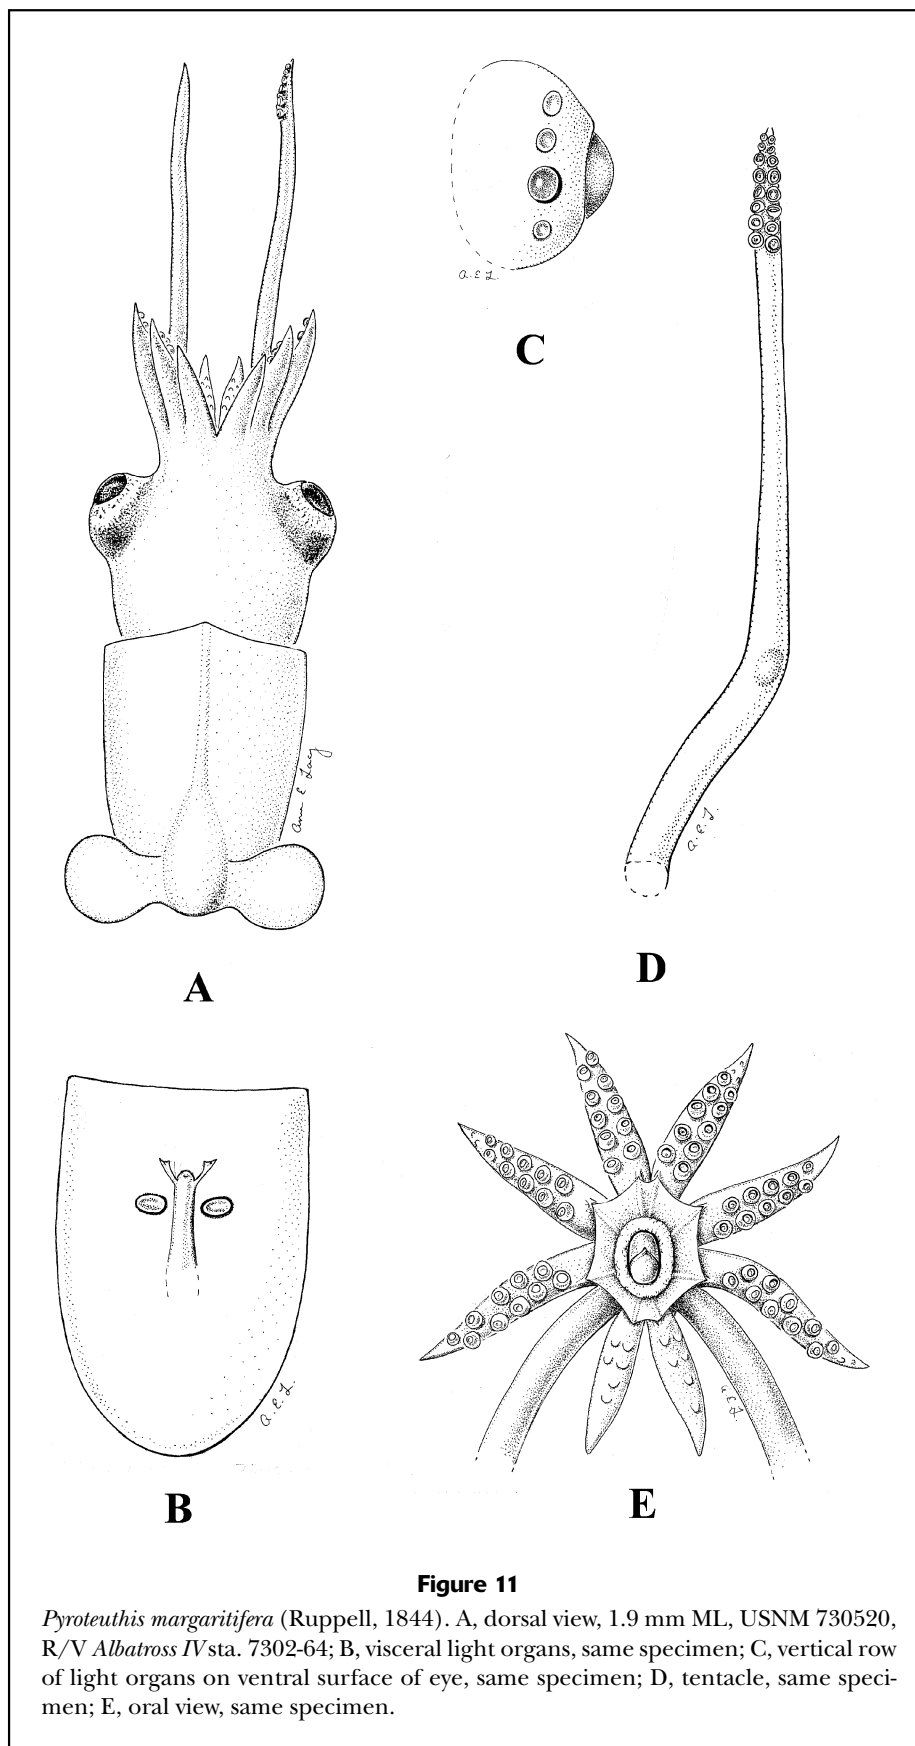 a. E L.
C
Ann E Lacy
a. E. L.
A
D
a. E. L.
a. E L.
B
E
Figure 11
Pyroteuthis margaritifera (Ruppell, 1844). A, dorsal view, 1.9 mm ML, USNM 730520,
R/V Albatross IV sta. 7302-64; B, visceral light organs, same specimen; C, vertical row
of light organs on ventral surface of eye, same specimen; D, tentacle, same speci-
men; E, oral view, same specimen.